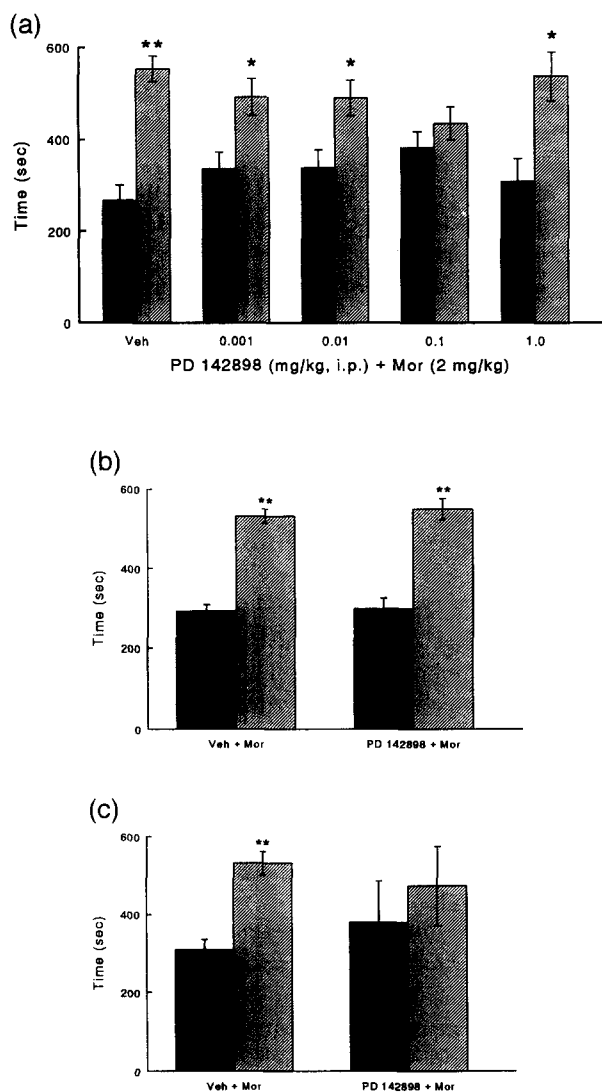 (a)
** * * *
600
400
200
0
Time (sec)
Veh 0.001 0.01 0.1 1.0
PD 142898 (mg/kg, i.p.) + Mor (2 mg/kg)
(b)
** **
600
400
200
0
Time (sec)
Veh + Mor PD 142898 + Mor
(c)
**
600
400
200
0
Time (sec)
Veh + Mor PD 142898 + Mor